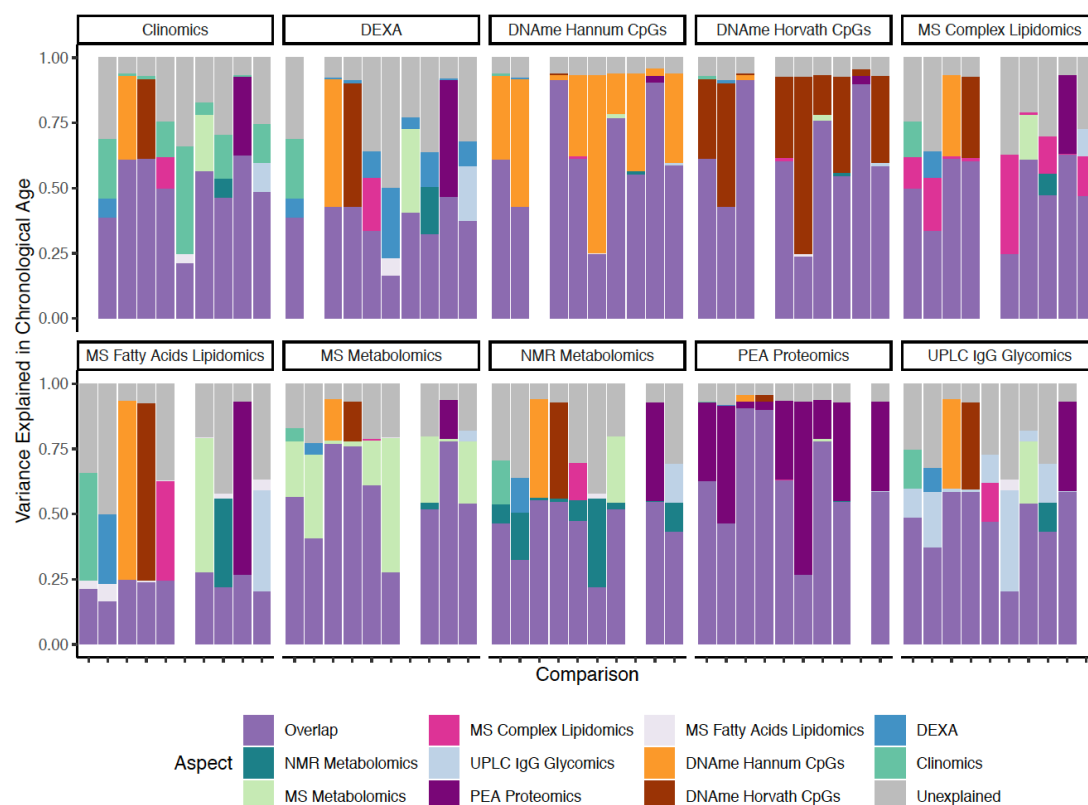 Clinomics DEXA DNAme Hannum CpGs DNAme Horvath CpGs MS Complex Lipidomics
1.00
0.75
0.50
0.25
0.00
MS Fatty Acids Lipidomics MS Metabolomics NMR Metabolomics PEA Proteomics UPLC IgG Glycomics
1.00
0.75
0.50
0.25
0.00
Variance Explained in Chronological Age
Comparison
Overlap MS Complex Lipidomics MS Fatty Acids Lipidomics DEXA
Aspect NMR Metabolomics UPLC IgG Glycomics DNAme Hannum CpGs Clinomics
MS Metabolomics PEA Proteomics DNAme Horvath CpGs Unexplained